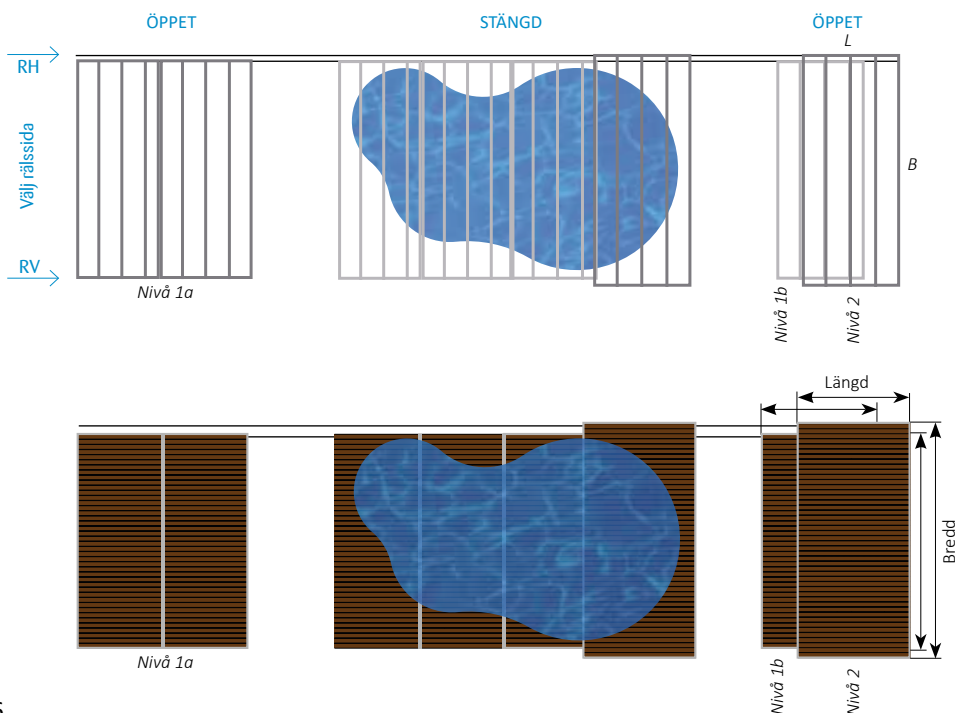 ÖPPET
STÄNGD
ÖPPET
L
RH
Välj rälssida
B
RV
Nivå 1a
Nivå 1b
Nivå 2
Längd
Bredd
Nivå 1a
Nivå 1b
Nivå 2